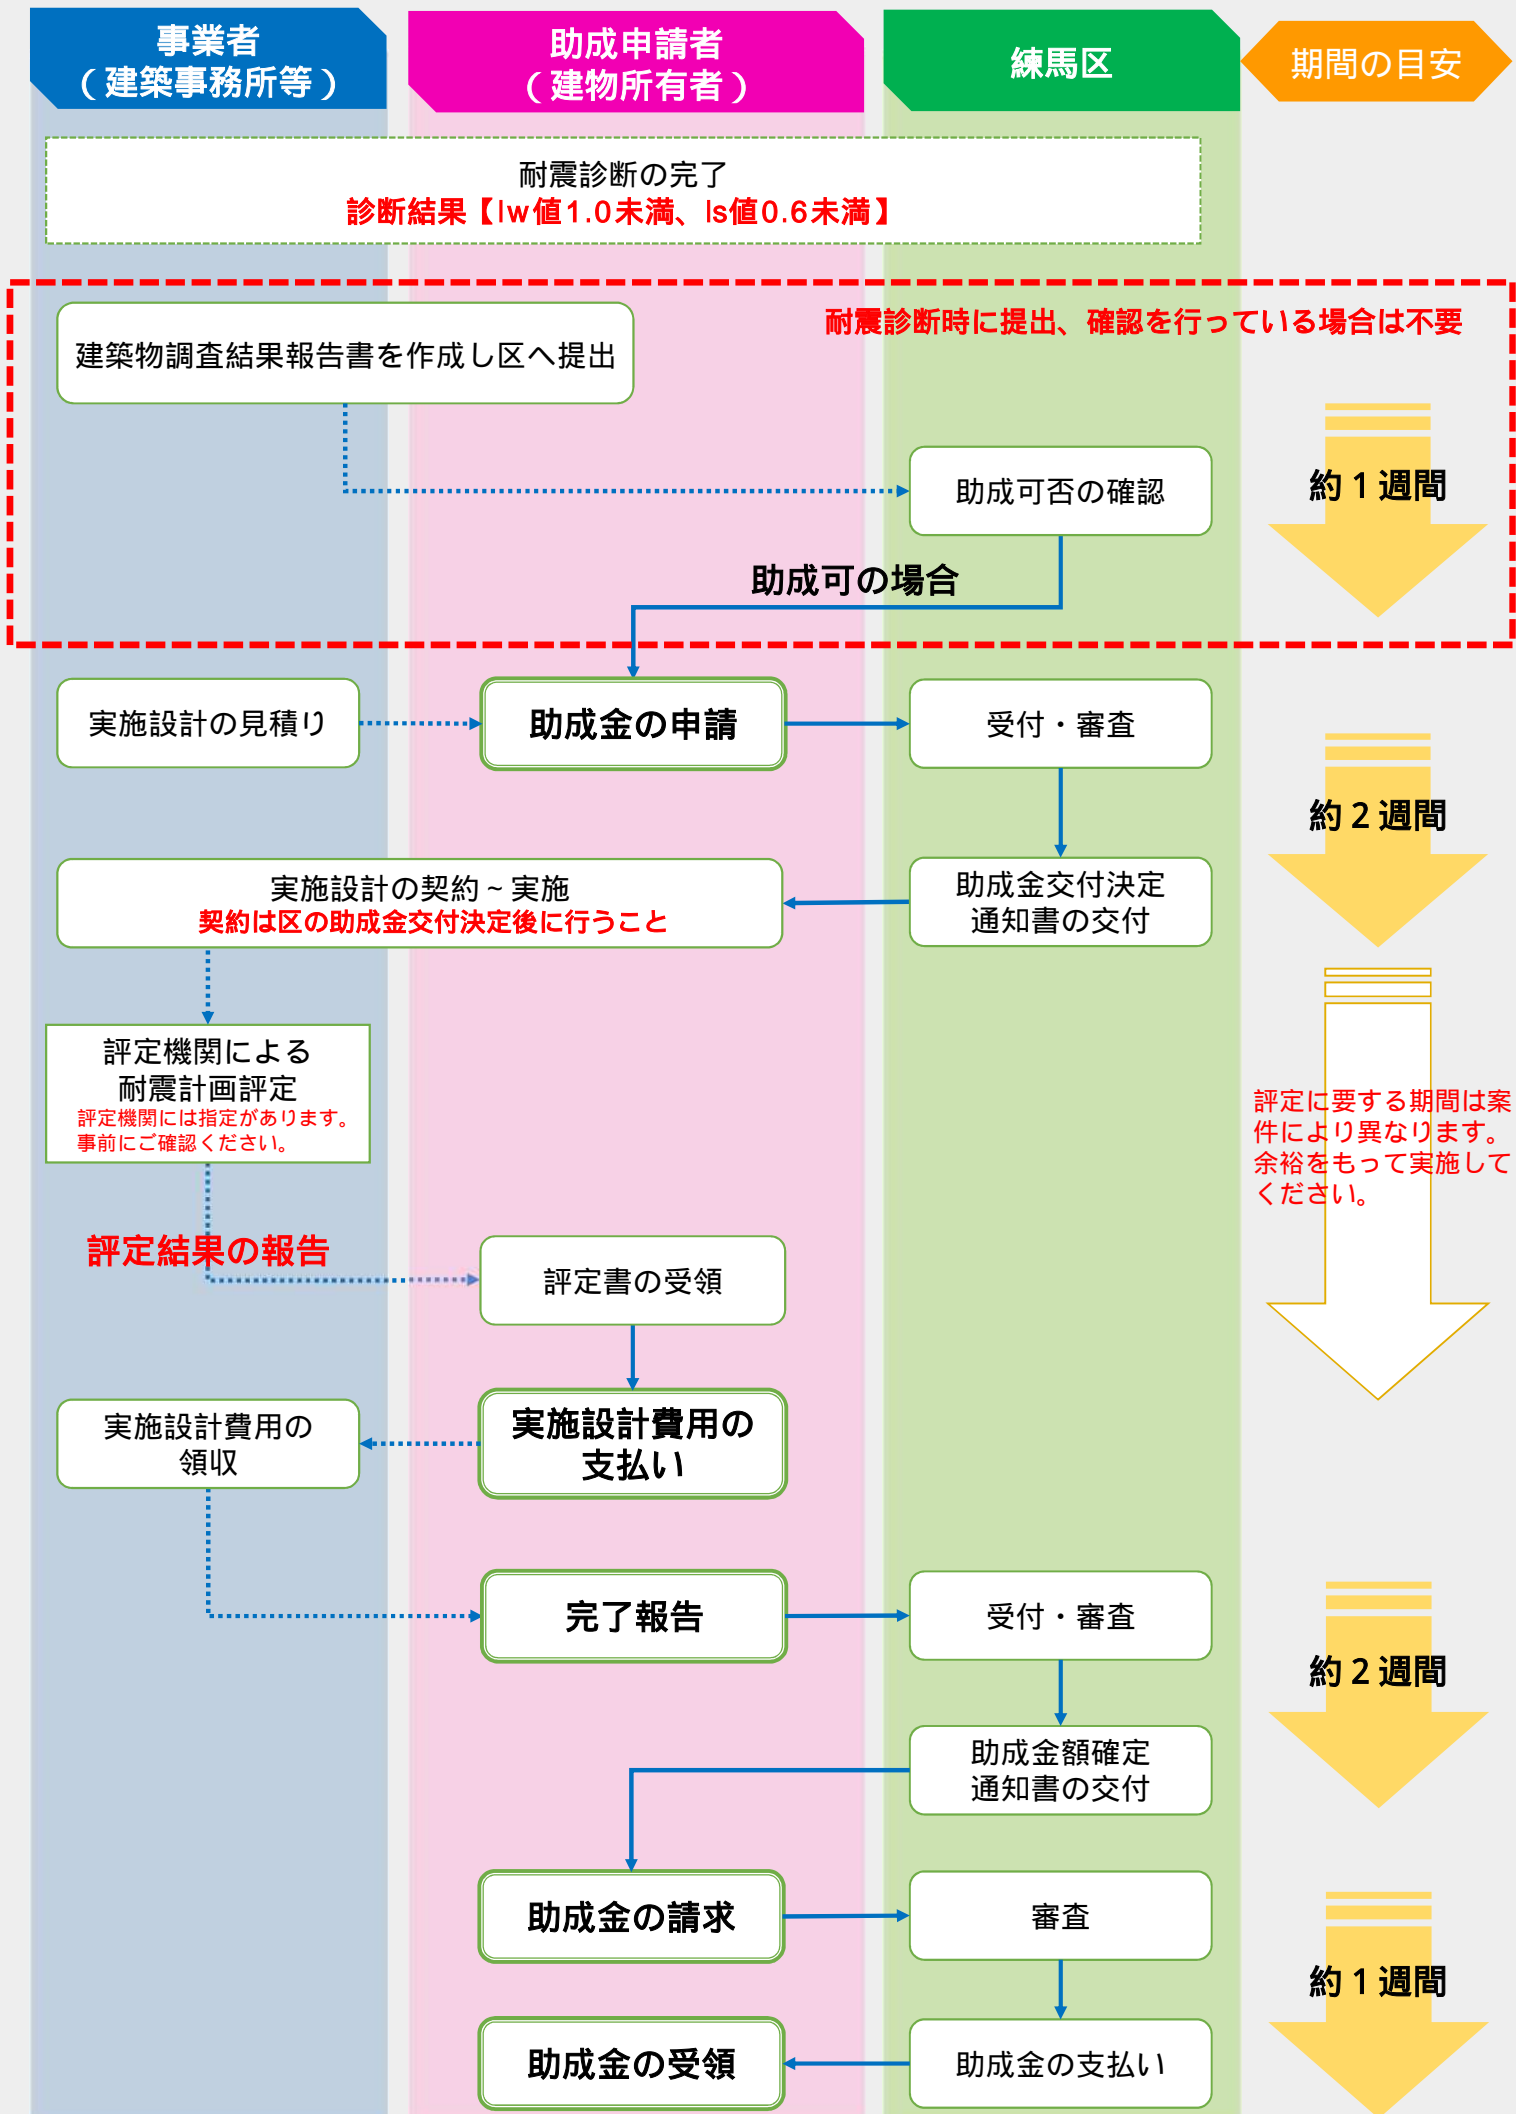 事業者
（建築事務所等）
助成申請者
（建物所有者）
練馬区
期間の目安
耐震診断の完了
診断結果【Iw値1.0未満、Is値0.6未満】
耐震診断時に提出、確認を行っている場合は不要
建築物調査結果報告書を作成し区へ提出
助成可否の確認
約1週間
助成可の場合
実施設計の見積り
助成金の申請
受付・審査
約2週間
実施設計の契約~実施
契約は区の助成金交付決定後に行うこと
助成金交付決定
通知書の交付
評定機関による
耐震計画評定
評定機関には指定があります。
事前にご確認ください。
評定に要する期間は案
件により異なります。
余裕をもって実施して
ください。
評定結果の報告
評定書の受領
実施設計費用の
領収
実施設計費用の
支払い
完了報告
受付・審査
約2週間
助成金額確定
通知書の交付
助成金の請求
審査
約1週間
助成金の受領
助成金の支払い